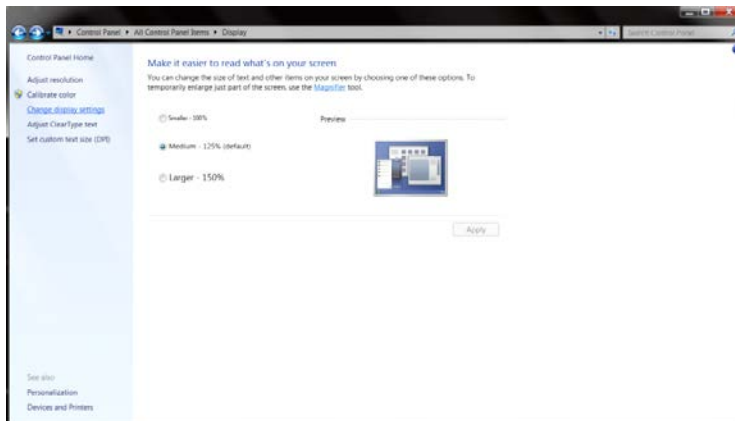 Control Panel ▸ All Control Panel Items ▸ Display
Search Control Panel
Control Panel Home
Adjust resolution
Calibrate color
Change display settings
Adjust ClearType text
Set custom text size (DPI)
Make it easier to read what's on your screen
You can change the size of text and other items on your screen by choosing one of these options. To
temporarily enlarge just part of the screen, use the Magnifier tool.
Smaller - 100%
Preview
Medium - 125% (default)
Larger - 150%
Apply
See also
Personalization
Devices and Printers